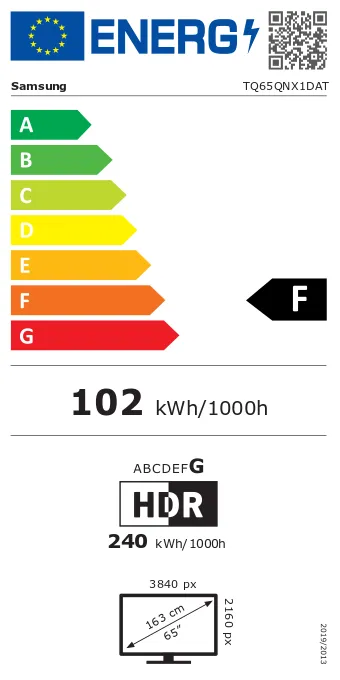 ENERG
Samsung TQ65QNX1DAT
A
B
C
D
E
F
F
G
102 kWh/1000h
ABCDEFG
HDR
240 kWh/1000h
3840 px
2160 px
163 cm
65"
2019/2013